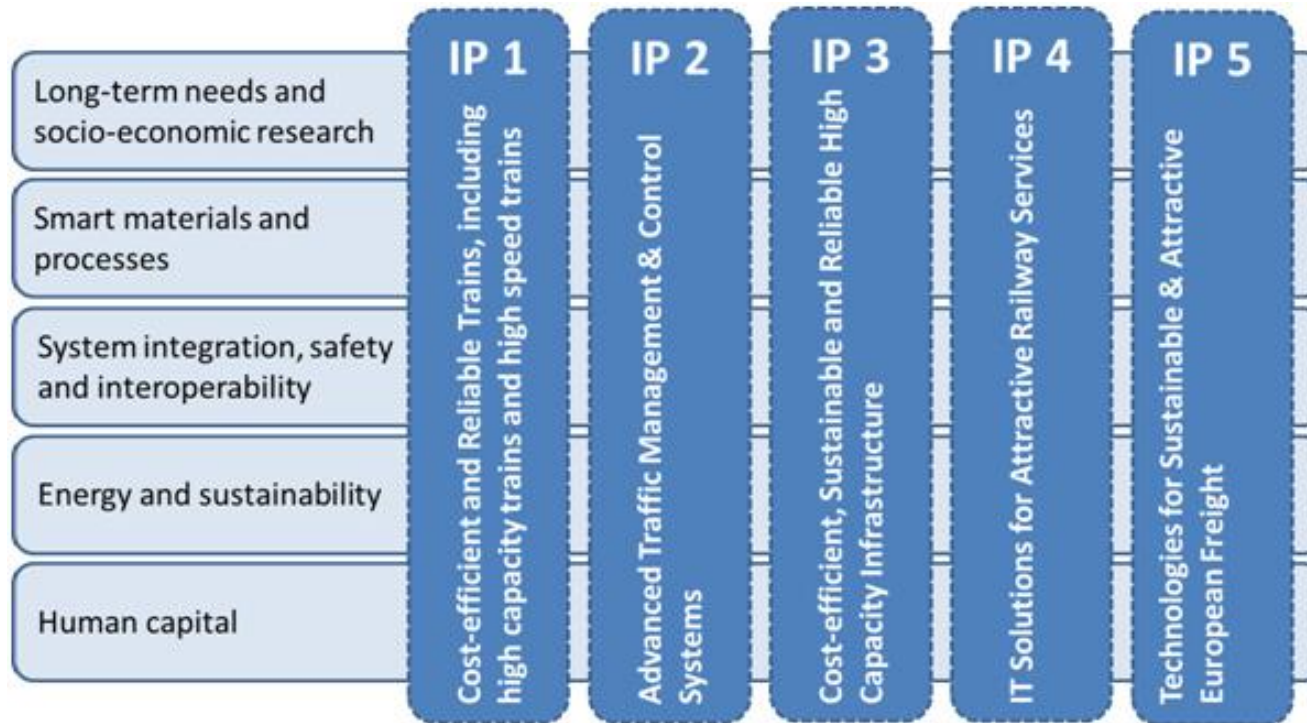 Long-term needs and
socio-economic research
Smart materials and
processes
System integration, safety
and interoperability
Energy and sustainability
Human capital
IP 1
Cost-efficient and Reliable Trains, including
high capacity trains and high speed trains
IP 2
Advanced Traffic Management & Control
Systems
IP 3
Cost-efficient, Sustainable and Reliable High
Capacity Infrastructure
IP 4
IT Solutions for Attractive Railway Services
IP 5
Technologies for Sustainable & Attractive
European Freight